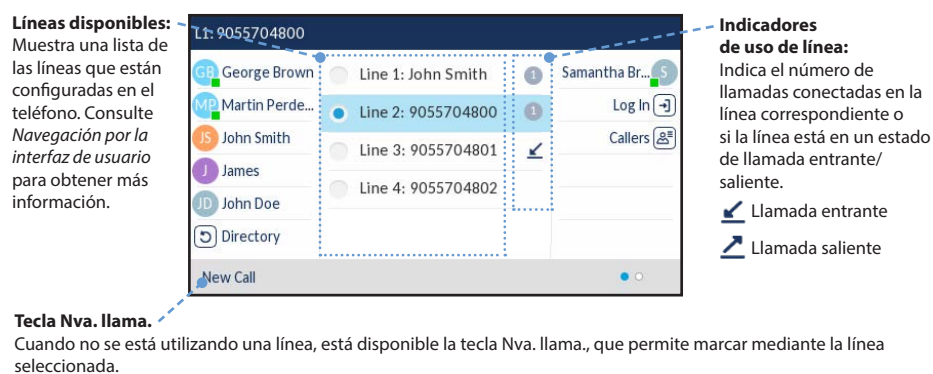 Líneas disponibles:
Muestra una lista de
las líneas que están
configuradas en el
teléfono. Consulte
Navegación por la
interfaz de usuario
para obtener más
información.
L1: 9055704800
GB George Brown
MP Martin Perde...
JS John Smith
J James
JD John Doe
Directory
Line 1: John Smith 1
Line 2: 9055704800 1
Line 3: 9055704801
Line 4: 9055704802
Samantha Br... S
Log In
Callers
New Call
Indicadores
de uso de línea:
Indica el número de
llamadas conectadas en la
línea correspondiente o
si la línea está en un estado
de llamada entrante/
saliente.
Llamada entrante
Llamada saliente
Tecla Nva. llama.
Cuando no se está utilizando una línea, está disponible la tecla Nva. llama., que permite marcar mediante la línea
seleccionada.